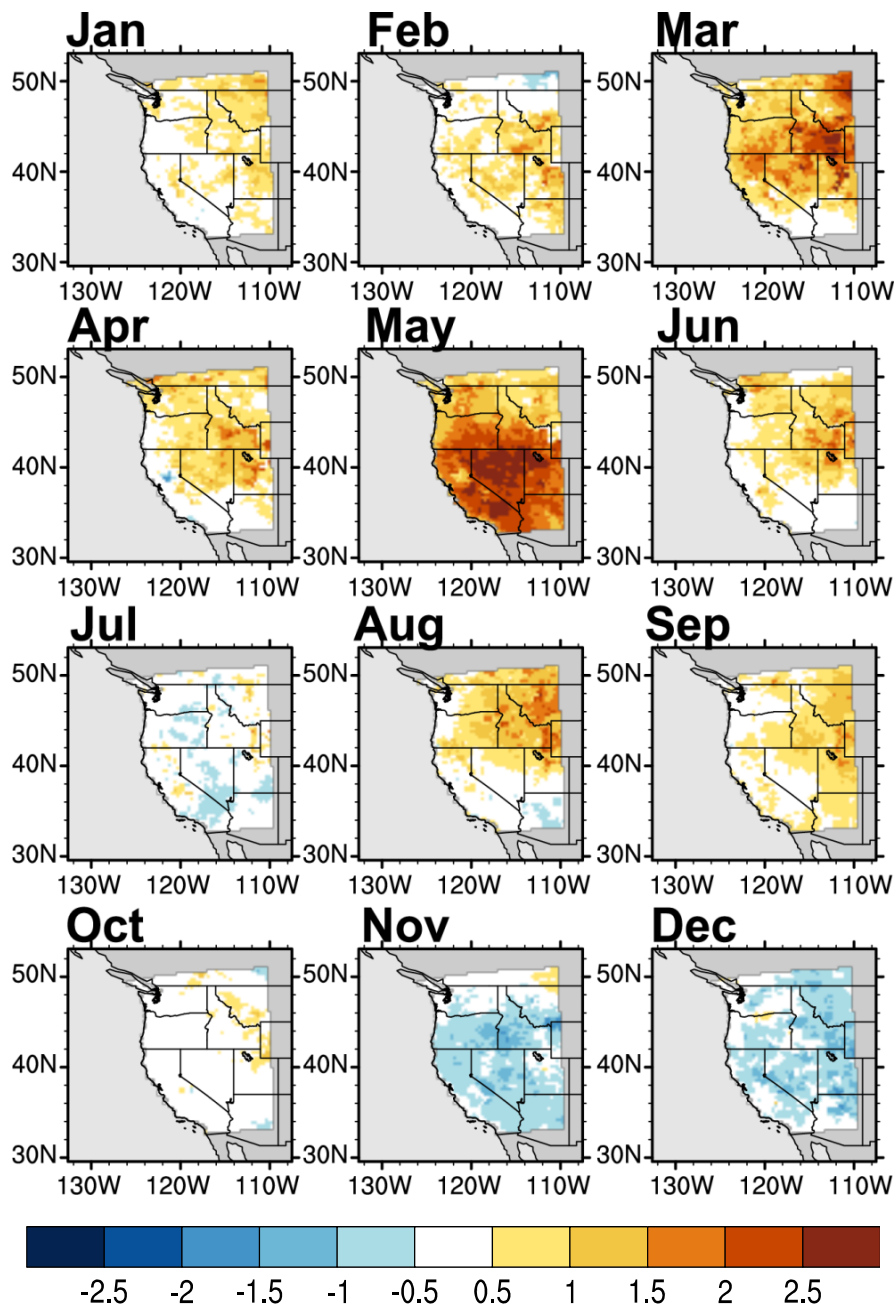 Jan Feb Mar
50N 50N 50N
40N 40N 40N
30N 30N 30N
130W 120W 110W 130W 120W 110W 130W 120W 110W
Apr May Jun
50N 50N 50N
40N 40N 40N
30N 30N 30N
130W 120W 110W 130W 120W 110W 130W 120W 110W
Jul Aug Sep
50N 50N 50N
40N 40N 40N
30N 30N 30N
130W 120W 110W 130W 120W 110W 130W 120W 110W
Oct Nov Dec
50N 50N 50N
40N 40N 40N
30N 30N 30N
130W 120W 110W 130W 120W 110W 130W 120W 110W
-2.5 -2 -1.5 -1 -0.5 0.5 1 1.5 2 2.5